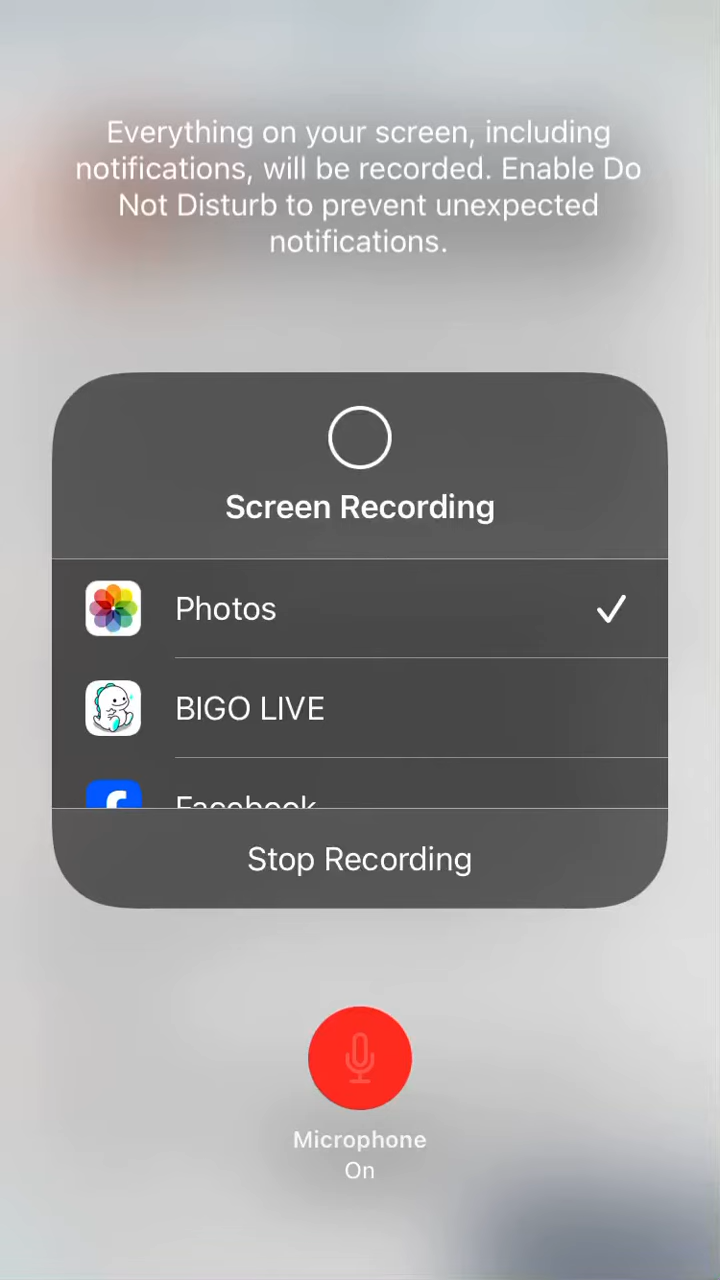 Everything on your screen, including
notifications, will be recorded. Enable Do
Not Disturb to prevent unexpected
notifications.
Screen Recording
Photos
BIGO LIVE
Facebook
Stop Recording
Microphone
On